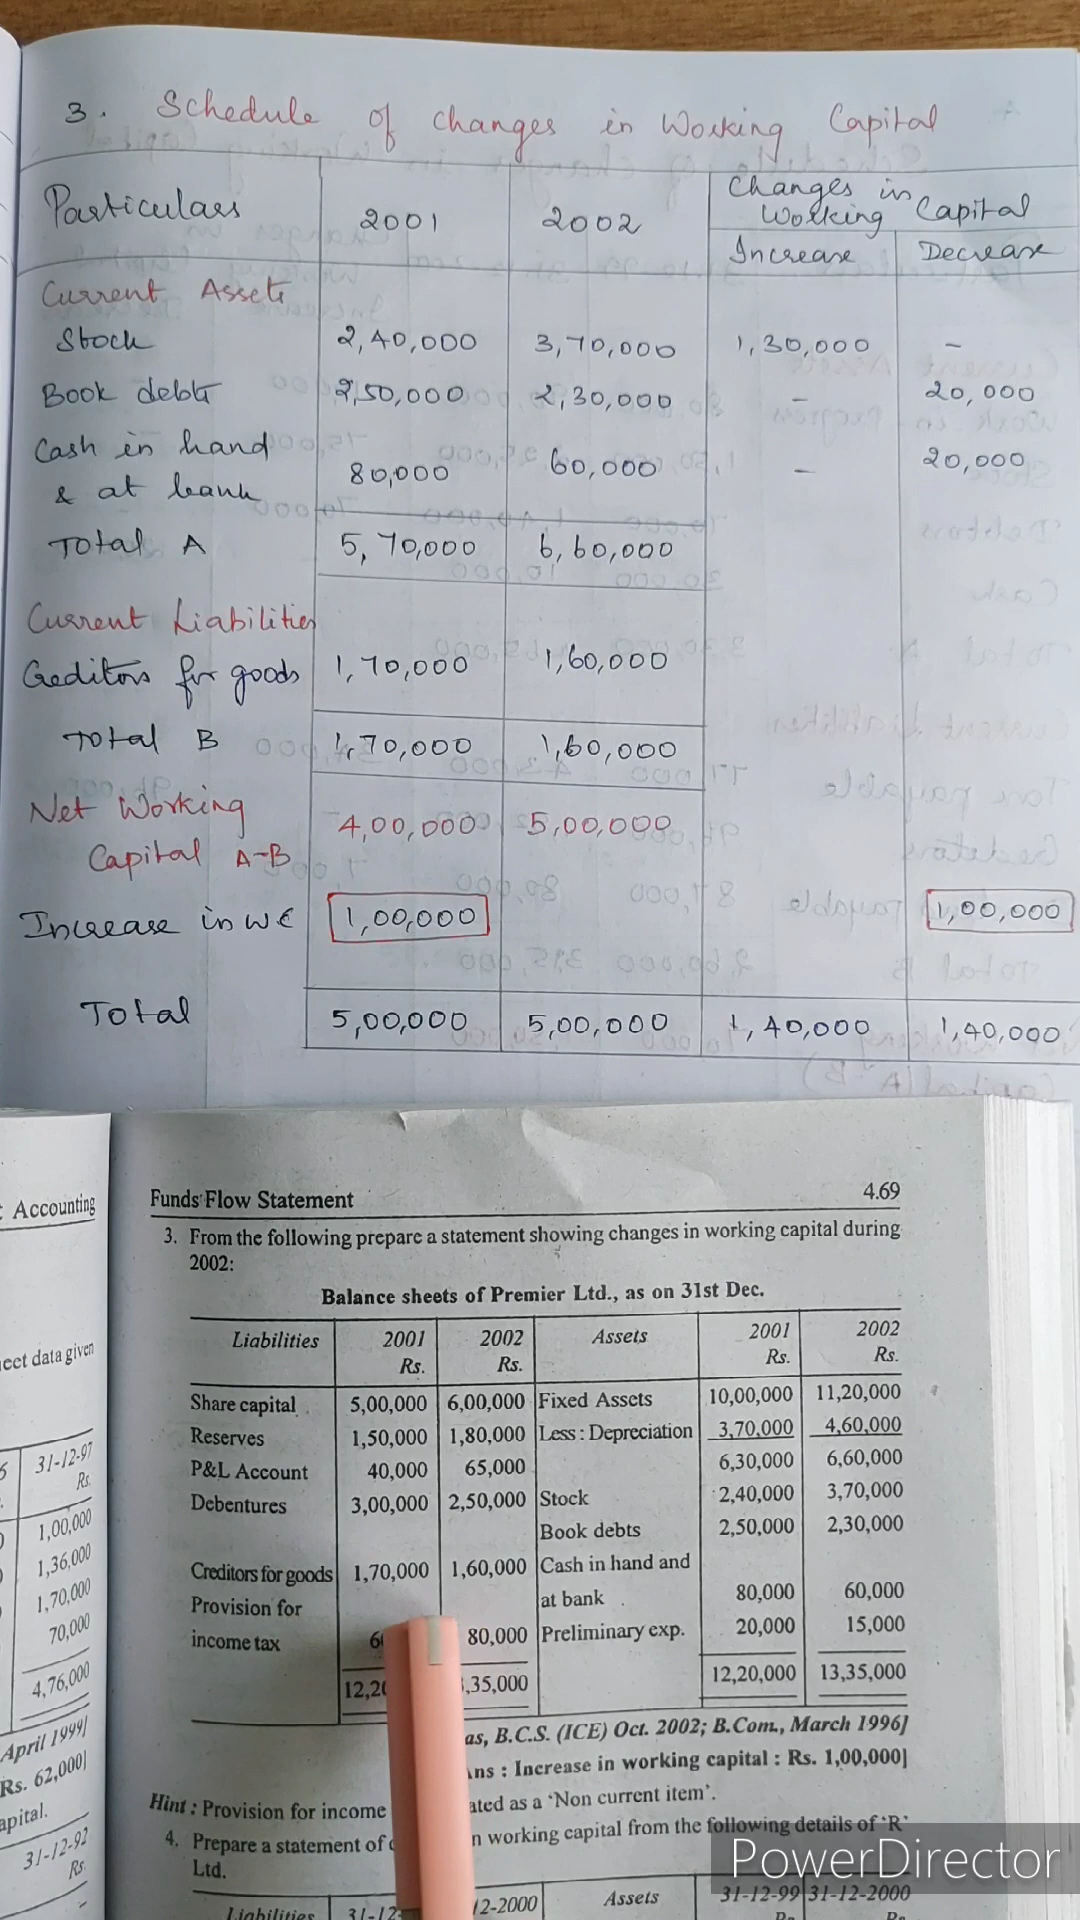 3. Schedule of changes in Working Capital
Particulars 2001 2002 Changes in Working Capital
Increase Decrease
Current Assets
Stock 2,40,000 3,70,000 1,30,000 -
Book debts 2,50,000 2,30,000 - 20,000
Cash in hand
& at bank 80,000 60,000 - 20,000
Total A 5,70,000 6,60,000
Current Liabilities
Creditors for goods 1,70,000 1,60,000
Total B 1,70,000 1,60,000
Net Working
Capital A-B 4,00,000 5,00,000
Increase in WC 1,00,000 1,00,000
Total 5,00,000 5,00,000 1,40,000 1,40,000
Accounting
Funds Flow Statement 4.69
3. From the following prepare a statement showing changes in working capital during
2002:
Balance sheets of Premier Ltd., as on 31st Dec.
Liabilities 2001 2002 Assets 2001 2002
Rs. Rs. Rs. Rs.
Share capital 5,00,000 6,00,000 Fixed Assets 10,00,000 11,20,000
Reserves 1,50,000 1,80,000 Less : Depreciation 3,70,000 4,60,000
P&L Account 40,000 65,000 6,30,000 6,60,000
Debentures 3,00,000 2,50,000 Stock 2,40,000 3,70,000
Book debts 2,50,000 2,30,000
Creditors for goods 1,70,000 1,60,000 Cash in hand and
Provision for at bank 80,000 60,000
income tax 80,000 Preliminary exp. 20,000 15,000
12,20 ,35,000 12,20,000 13,35,000
as, B.C.S. (ICE) Oct. 2002; B.Com., March 1996]
ns : Increase in working capital : Rs. 1,00,000]
Hint : Provision for income ated as a 'Non current item'.
4. Prepare a statement of n working capital from the following details of 'R'
Ltd.
Liabilities 31-12- 12-2000 Assets 31-12-99 31-12-2000
eet data given
31-12-97
Rs.
1,00,000
1,36,000
1,70,000
70,000
4,76,000
April 1999]
Rs. 62,000]
apital.
31-12-92
Rs.
PowerDirector